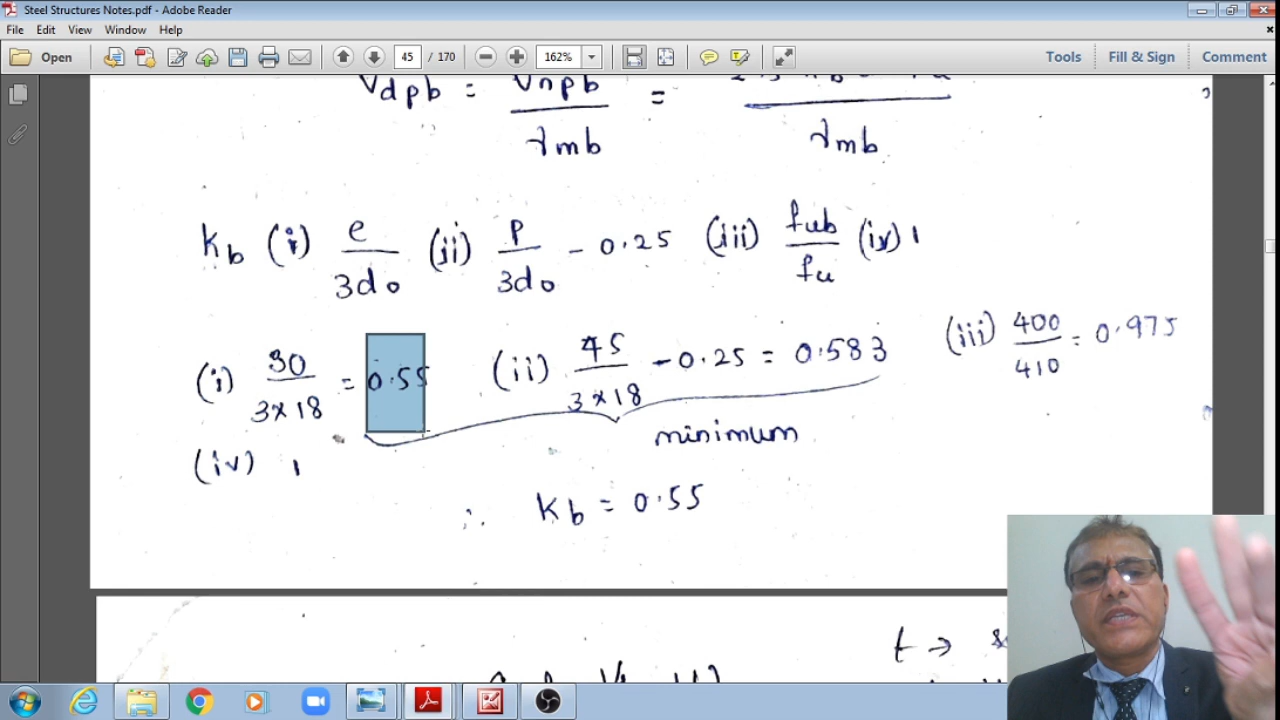 Steel Structures Notes.pdf - Adobe Reader
File Edit View Window Help
Open 45 / 170 162% Tools Fill & Sign Comment
Vdpb = Vnpb / γmb = / γmb
Kb (i) e / 3d₀ (ii) P / 3d₀ - 0.25 (iii) fub / fu (iv) 1
(i) 30 / 3×18 = 0.55 (ii) 45 / 3×18 - 0.25 = 0.583 (iii) 400 / 410 = 0.975
minimum
(iv) 1
∴ Kb = 0.55
t →